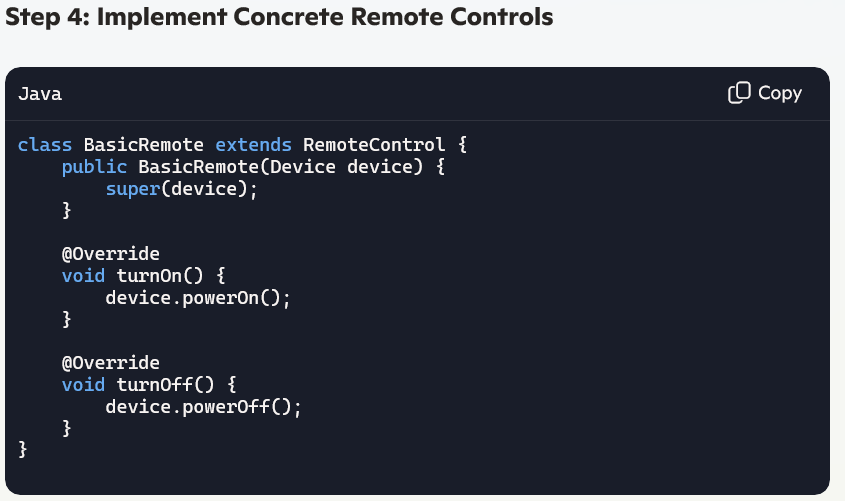 Step 4: Implement Concrete Remote Controls
Java
Copy
class BasicRemote extends RemoteControl {
    public BasicRemote(Device device) {
        super(device);
    }

    @Override
    void turnOn() {
        device.powerOn();
    }

    @Override
    void turnOff() {
        device.powerOff();
    }
}